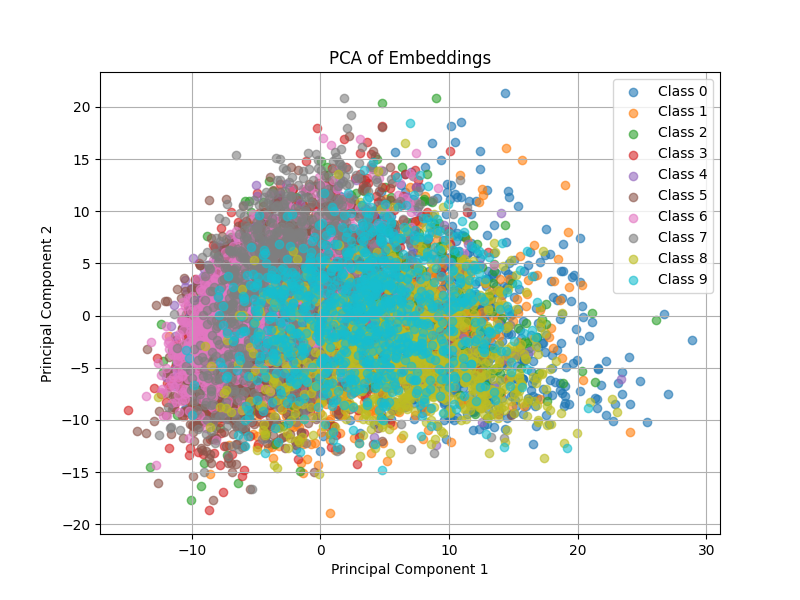 PCA of Embeddings
Class 0
Class 1
Class 2
Class 3
Class 4
Class 5
Class 6
Class 7
Class 8
Class 9
Principal Component 2
20
15
10
5
0
−5
−10
−15
−20
−10
0
10
20
30
Principal Component 1